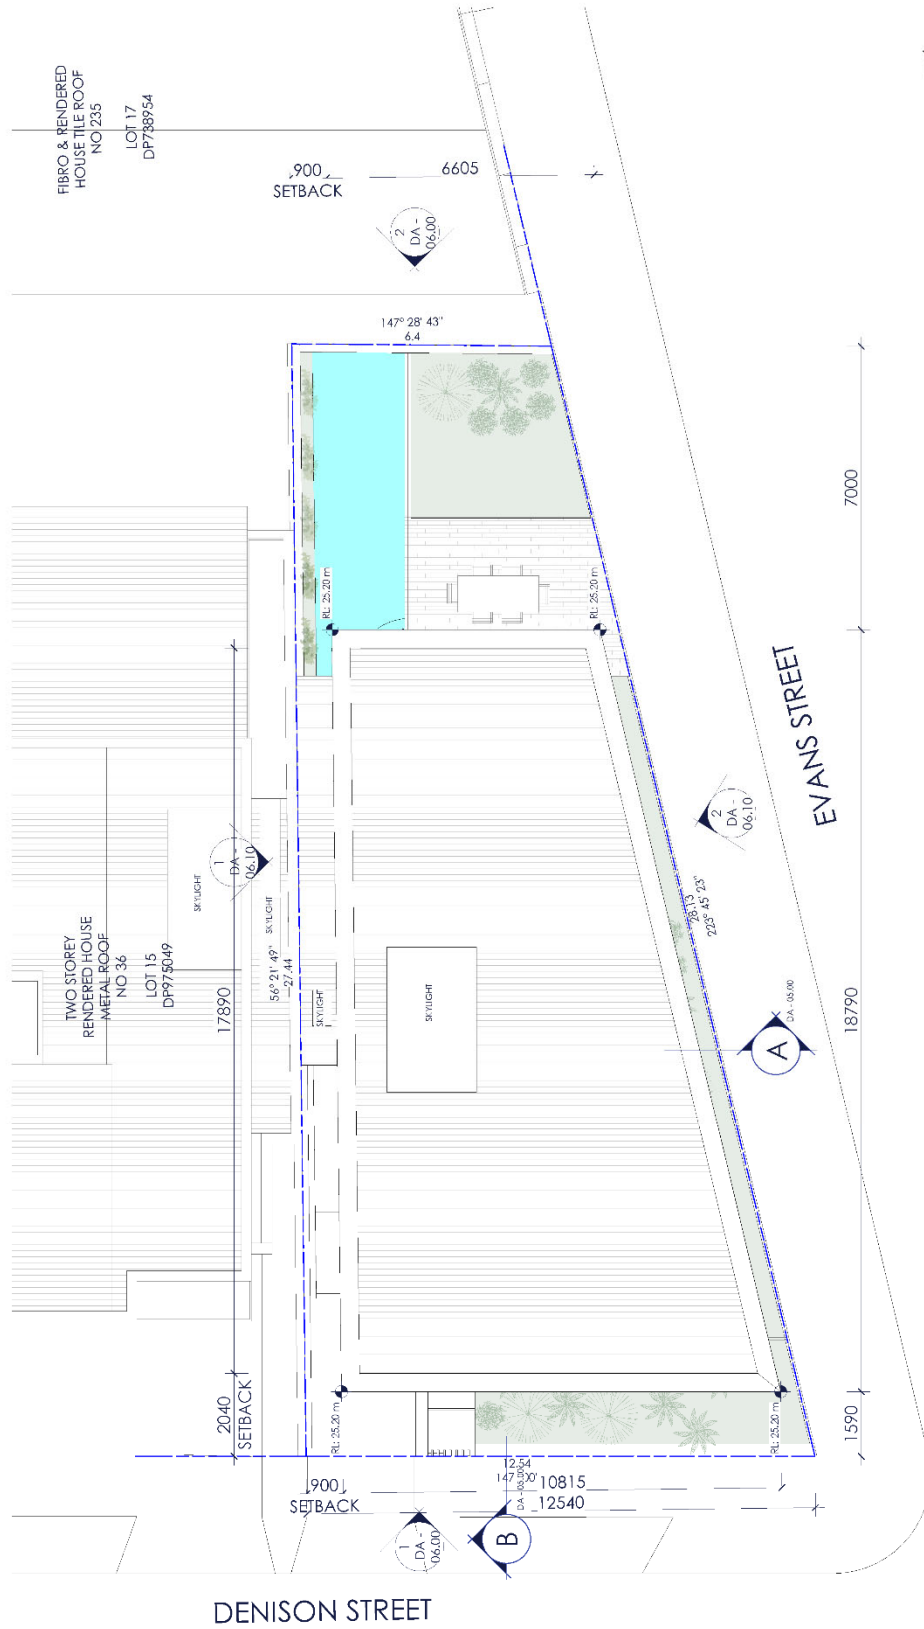 FIBRO & RENDERED
HOUSE TILE ROOF
NO 235
LOT 17
DP738954
900
SETBACK
6605
2
DA -
06.00
147° 28' 43"
6.4
7000
RL: 25.20 m
RL: 25.20 m
EVANS STREET
2
DA -
06.10
1
DA -
06.10
SKYLIGHT
SKYLIGHT
TWO STOREY
RENDERED HOUSE
METAL ROOF
NO 36
LOT 15
DP975049
17890
56° 21' 49"
27.44
SKYLIGHT
SKYLIGHT
28.13
223° 45' 23"
18790
A
DA - 05.00
2040
SETBACK
RL: 25.20 m
RL: 25.20 m
1590
900
SETBACK
12.54
10815
12540
1
DA -
06.00
B
DENISON STREET